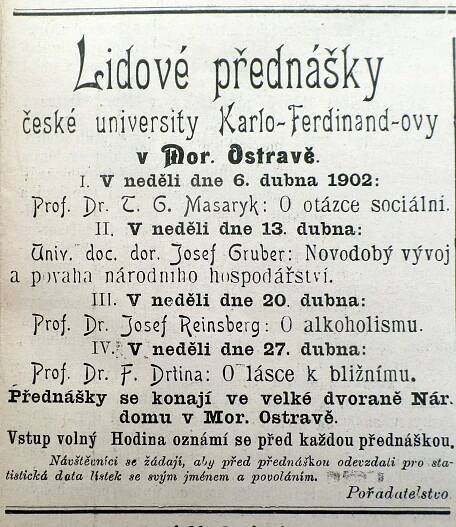 Lidové přednášky
české university Karlo-Ferdinand-ovy
v Mor. Ostravě.
I. V neděli dne 6. dubna 1902:
Prof. Dr. T. G. Masaryk: O otázce sociální.
II. V neděli dne 13. dubna:
Univ. doc. dor. Josef Gruber: Novodobý vývoj
a povaha národního hospodářství.
III. V neděli dne 20. dubna:
Prof. Dr. Josef Reinsberg: O alkoholismu.
IV. V neděli dne 27. dubna:
Prof. Dr. F. Drtina: O lásce k bližnímu.
Přednášky se konají ve velké dvoraně Nár.
domu v Mor. Ostravě.
Vstup volný Hodina oznámí se před každou přednáškou.
Návštěvníci se žádají, aby před přednáškou odevzdali pro sta-
tistická data lístek se svým jménem a povoláním.
Pořadatelstvo